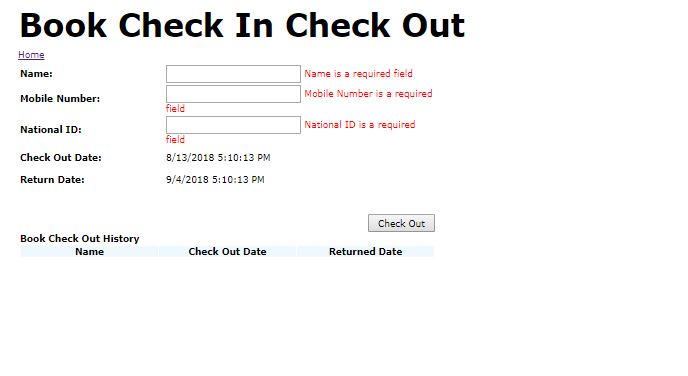 Book Check In Check Out
Home
Name: Name is a required field
Mobile Number: Mobile Number is a required
field
National ID: National ID is a required
field
Check Out Date: 8/13/2018 5:10:13 PM
Return Date: 9/4/2018 5:10:13 PM
Check Out
Book Check Out History
Name Check Out Date Returned Date